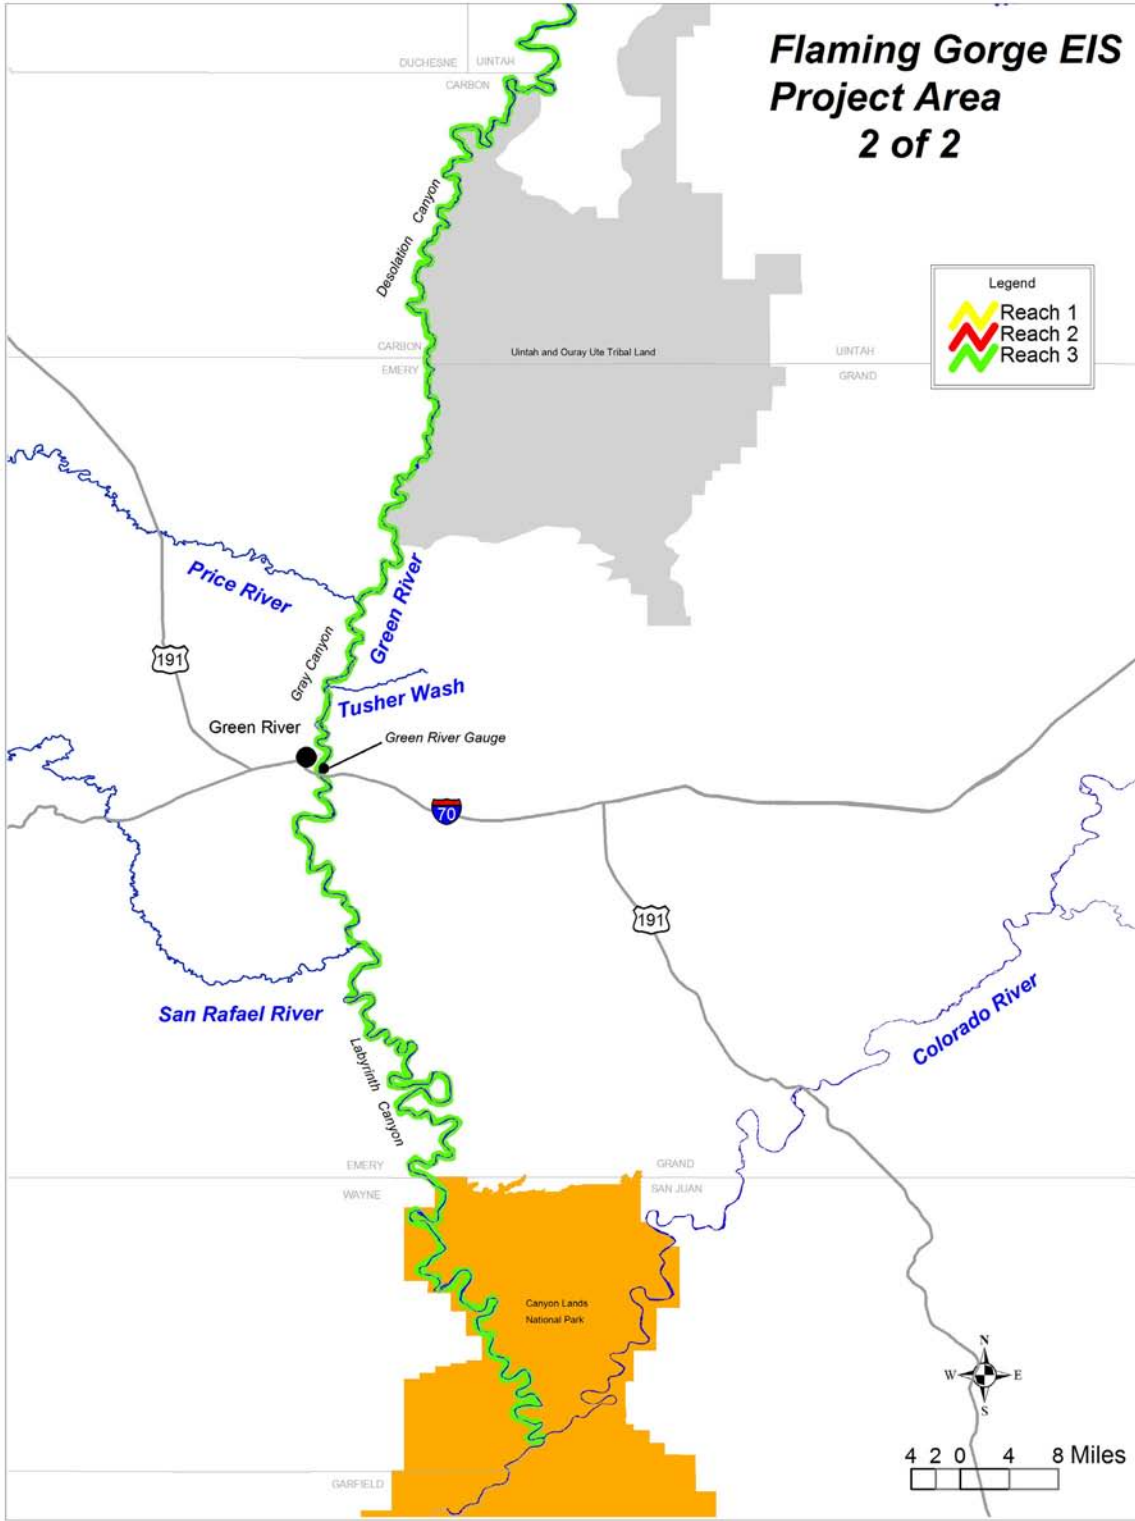 Flaming Gorge EIS
Project Area
2 of 2
DUCHESNE
UINTAH
CARBON
Desolation Canyon
Legend
Reach 1
Reach 2
Reach 3
CARBON
EMERY
Uintah and Ouray Ute Tribal Land
UINTAH
GRAND
Price River
Green River
Gray Canyon
191
Tusher Wash
Green River
Green River Gauge
70
191
San Rafael River
Colorado River
Labyrinth Canyon
EMERY
WAYNE
GRAND
SAN JUAN
Canyon Lands
National Park
N
W
E
S
4 2 0 4 8 Miles
GARFIELD